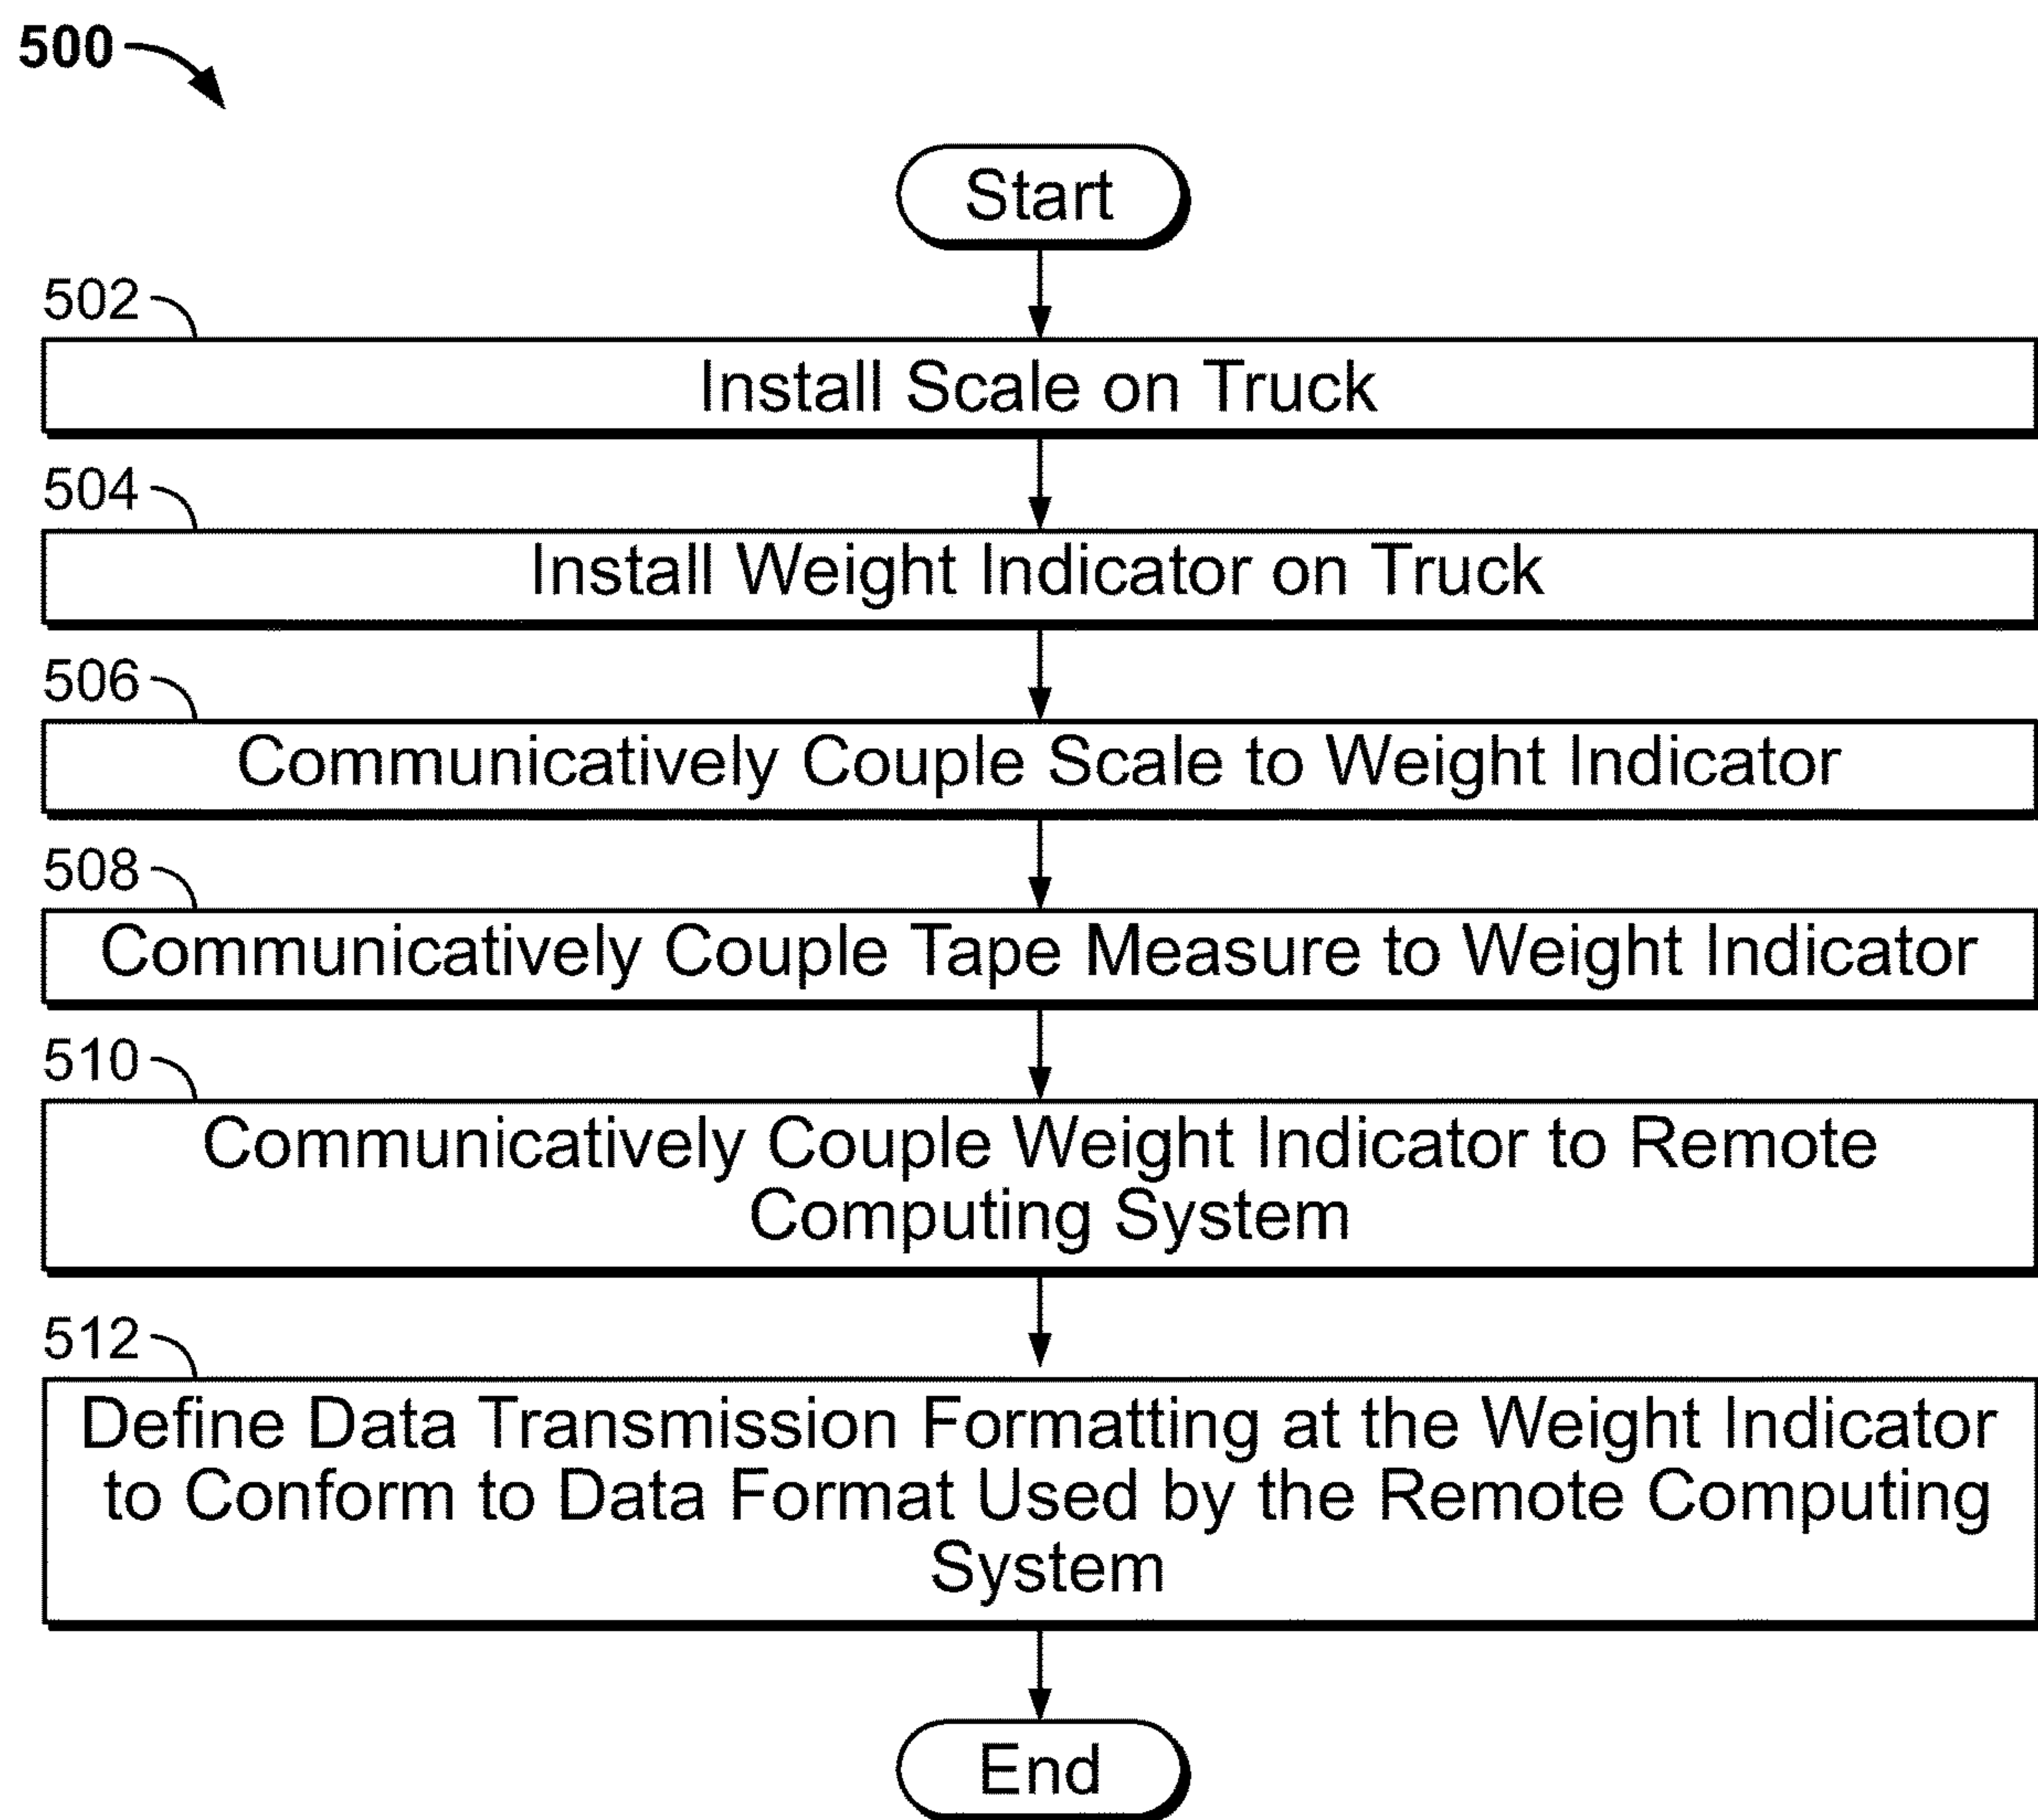 500
Start
502
Install Scale on Truck
504
Install Weight Indicator on Truck
506
Communicatively Couple Scale to Weight Indicator
508
Communicatively Couple Tape Measure to Weight Indicator
510
Communicatively Couple Weight Indicator to Remote
Computing System
512
Define Data Transmission Formatting at the Weight Indicator
to Conform to Data Format Used by the Remote Computing
System
End